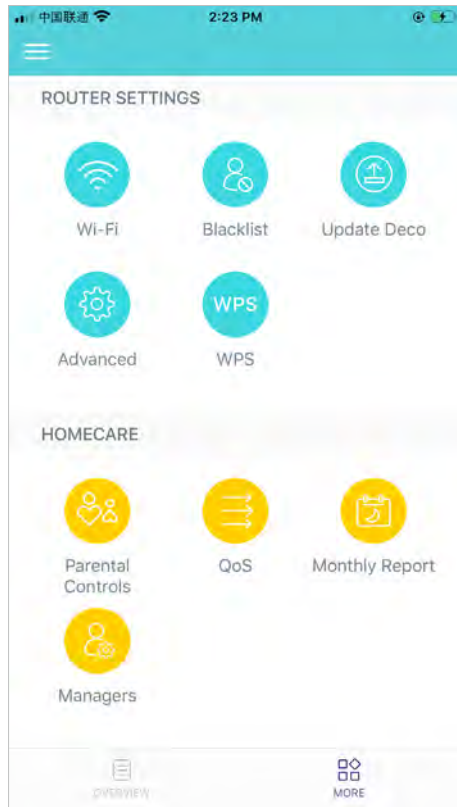 中国联通 2:23 PM
ROUTER SETTINGS
Wi-Fi Blacklist Update Deco
WPS
Advanced WPS
HOMECARE
Parental Controls QoS Monthly Report
Managers
OVERVIEW MORE